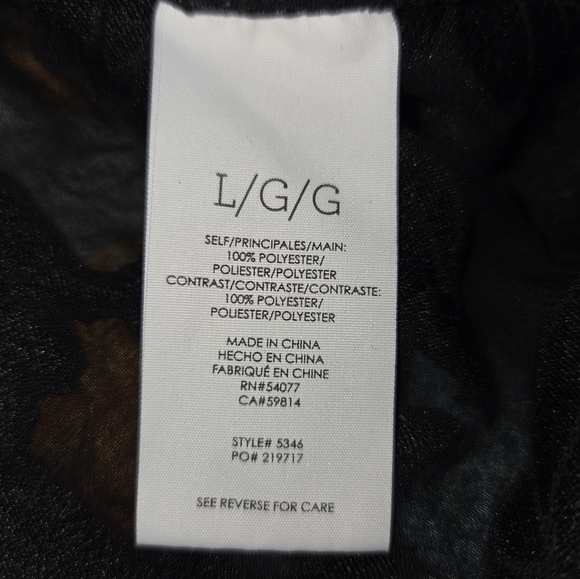 L/G/G
SELF/PRINCIPALES/MAIN:
100% POLYESTER/
POLIESTER/POLYESTER
CONTRAST/CONTRASTE/CONTRASTE:
100% POLYESTER/
POLIESTER/POLYESTER
MADE IN CHINA
HECHO EN CHINA
FABRIQUÉ EN CHINE
RN#54077
CA#59814
STYLE# 5346
PO# 219717
SEE REVERSE FOR CARE